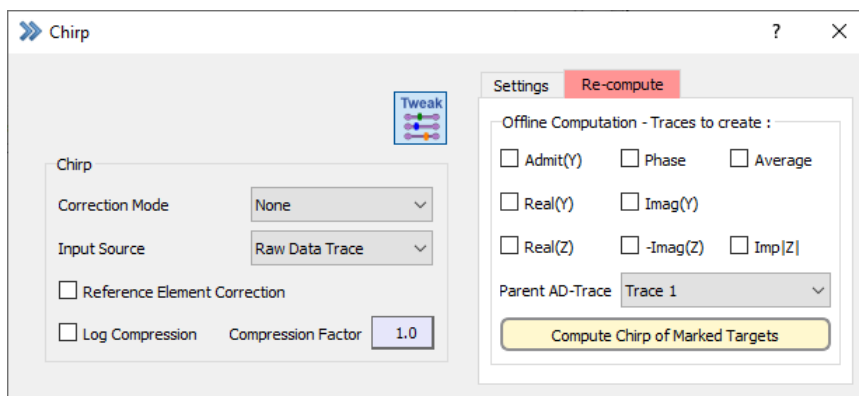 Chirp
?
Tweak
Chirp
Correction Mode None
Input Source Raw Data Trace
Reference Element Correction
Log Compression Compression Factor 1.0
Settings Re-compute
Offline Computation - Traces to create :
Admit(Y) Phase Average
Real(Y) Imag(Y)
Real(Z) -Imag(Z) Imp|Z|
Parent AD-Trace Trace 1
Compute Chirp of Marked Targets